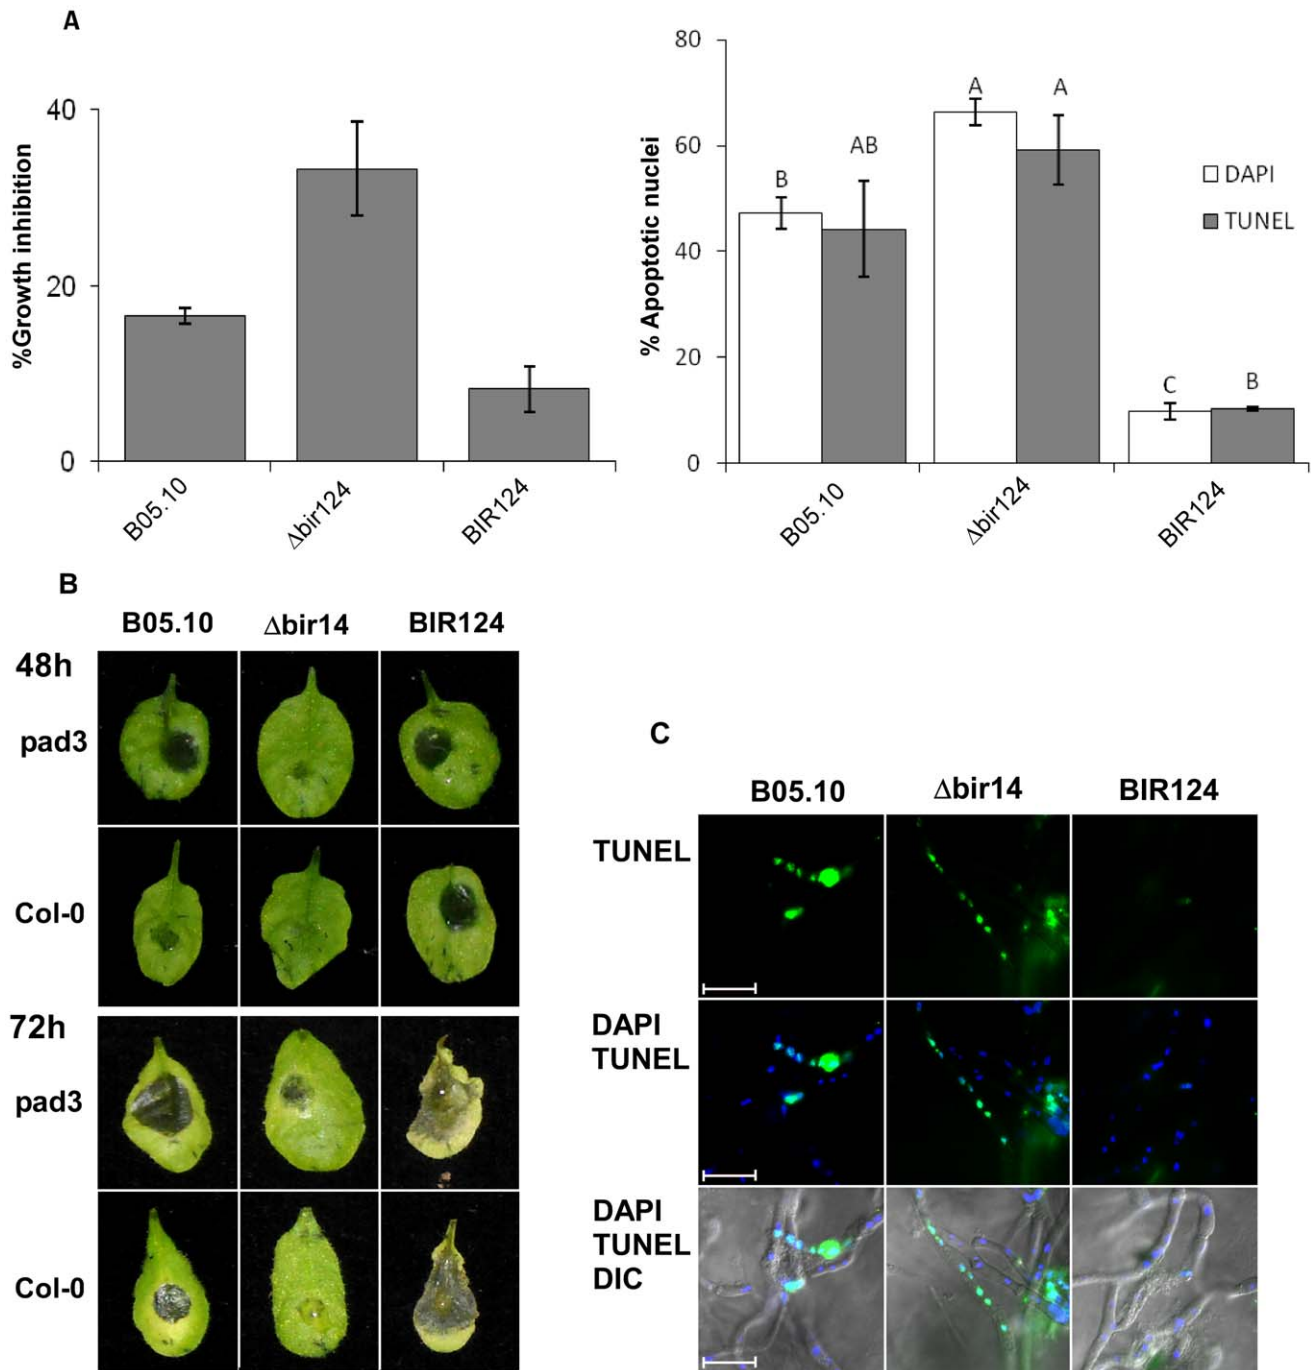 A
%Growth inhibition
40
20
0
B05.10
Δbir124
BIR124
% Apoptotic nuclei
80
60
40
20
0
B
AB
A
A
C
B
DAPI
TUNEL
B05.10
Δbir124
BIR124
B
B05.10 Δbir14 BIR124
48h
pad3
Col-0
72h
pad3
Col-0
C
B05.10 Δbir14 BIR124
TUNEL
DAPI
TUNEL
DAPI
TUNEL
DIC